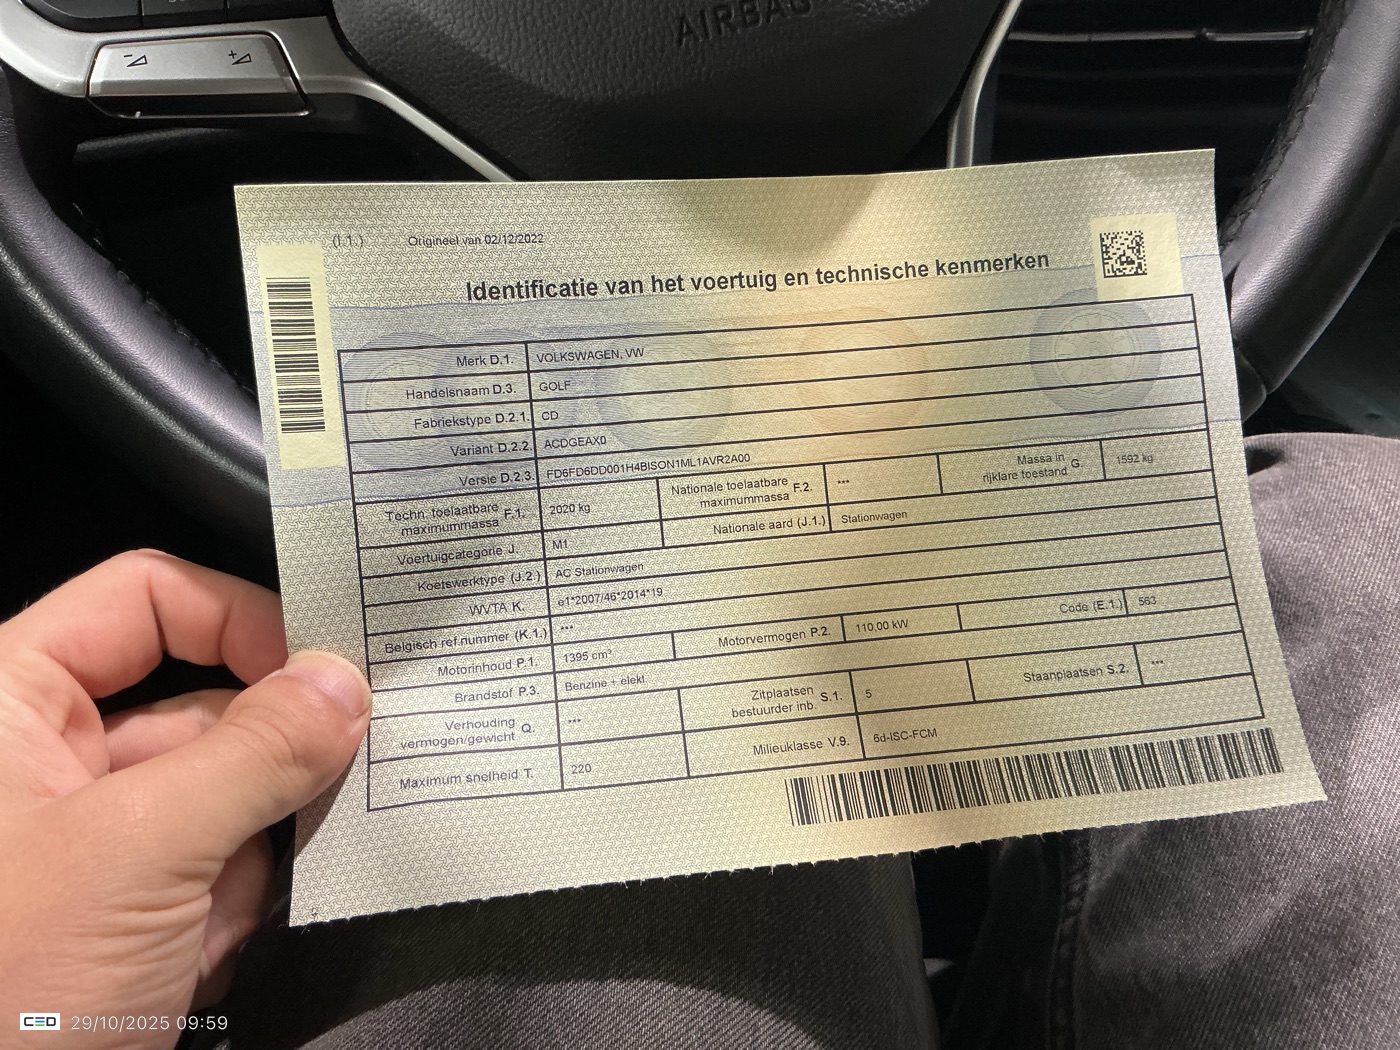 AIRBAG
(I.1.) Origineel van 02/12/2022
Identificatie van het voertuig en technische kenmerken
Merk D.1. VOLKSWAGEN, VW
Handelsnaam D.3. GOLF
Fabriekstype D.2.1. CD
Variant D.2.2. ACDGEAX0
Versie D.2.3. FD6FD6DD001H4BISON1ML1AVR2A00
Techn. toelaatbare maximummassa F.1. 2020 kg Nationale toelaatbare maximummassa F.2. *** Massa in rijklare toestand G. 1592 kg
Voertuigcategorie J. M1 Nationale aard (J.1.) Stationwagen
Koetswerktype (J.2.) AC Stationwagen
WVTA K. e1*2007/46*2014*19
Belgisch ref.nummer (K.1.) ***
Motorinhoud P.1. 1395 cm³ Motorvermogen P.2. 110,00 kW Code (E.1.) 563
Brandstof P.3. Benzine + elekt
Verhouding vermogen/gewicht Q. *** Zitplaatsen bestuurder inb. S.1. 5 Staanplaatsen S.2. ***
Maximum snelheid T. 220 Milieuklasse V.9. 6d-ISC-FCM
CED 29/10/2025 09:59